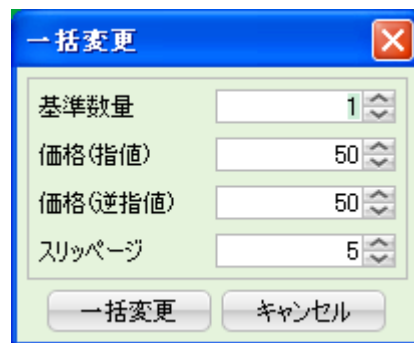 一括変更
基準数量 1
価格(指値) 50
価格(逆指値) 50
スリッページ 5
一括変更 キャンセル